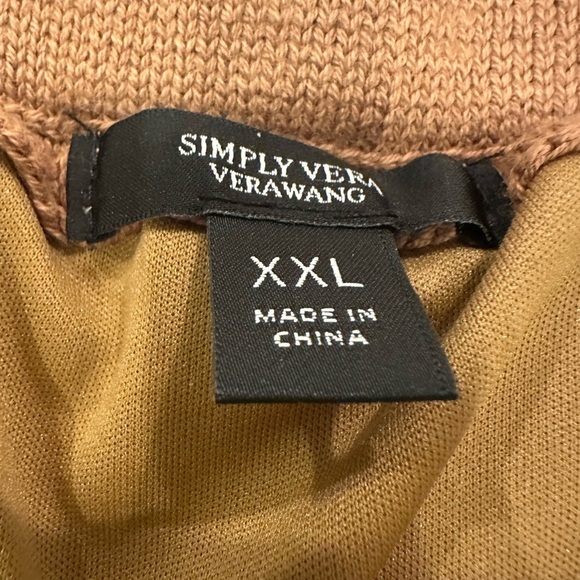 SIMPLY VERA
VERAWANG
XXL
MADE IN
CHINA